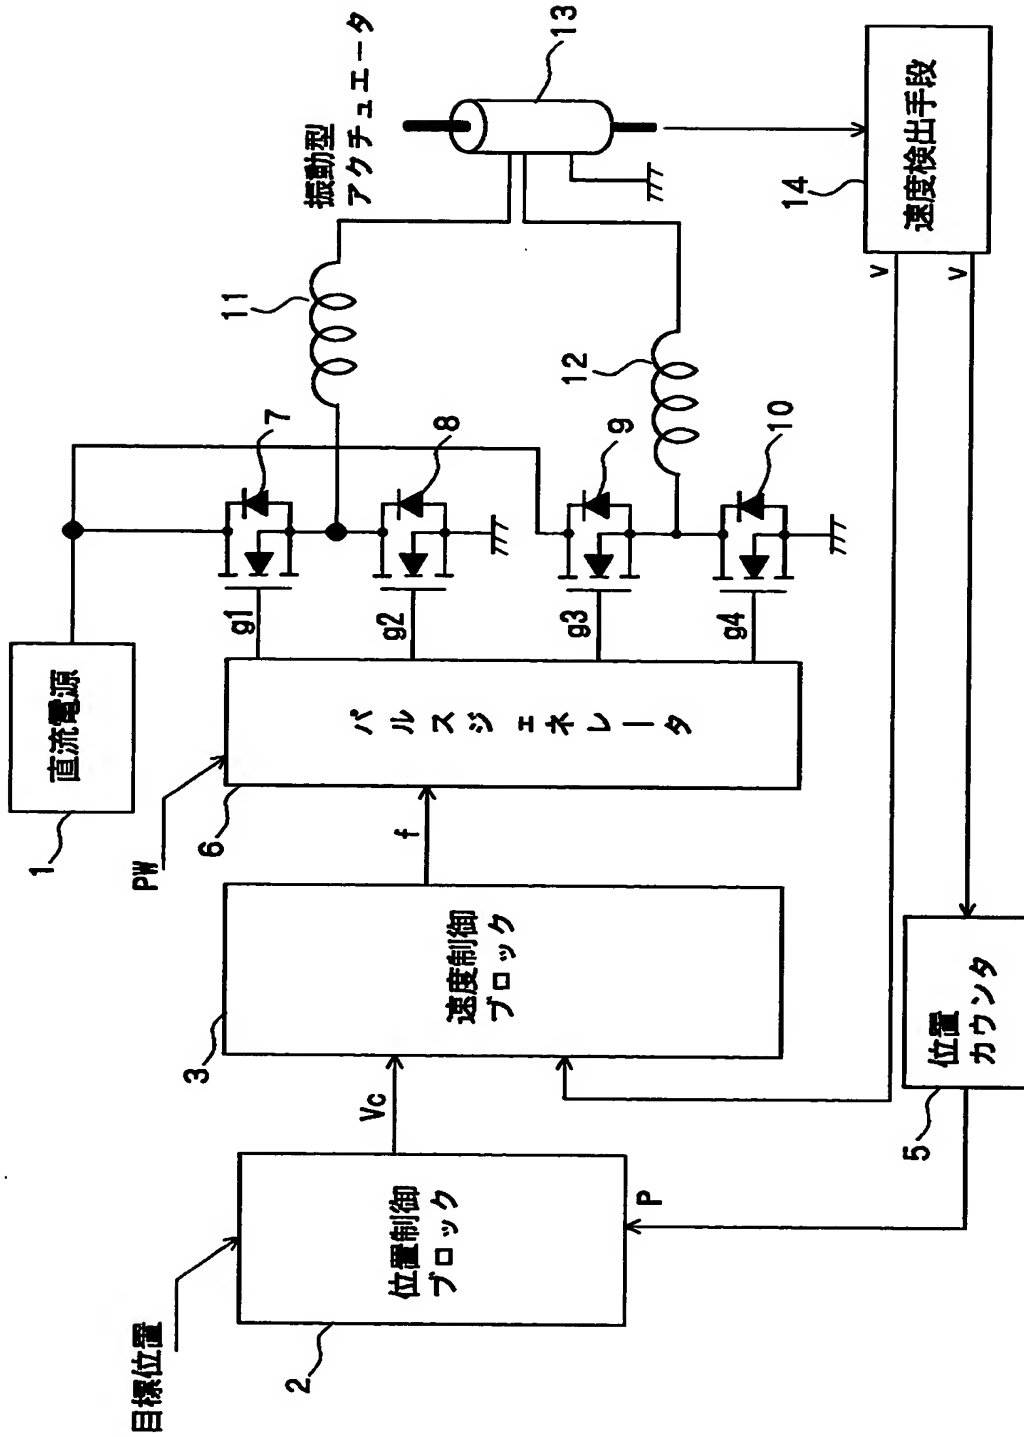 目標位置
2
位置制御
ブロック
Vc
P
5
位置
カウンタ
3
速度制御
ブロック
f
PW
6
パルスジェネレータ
1
直流電源
g1
g2
g3
g4
7
8
9
10
11
12
振動型
アクチュエータ
13
14
速度検出手段
v
v